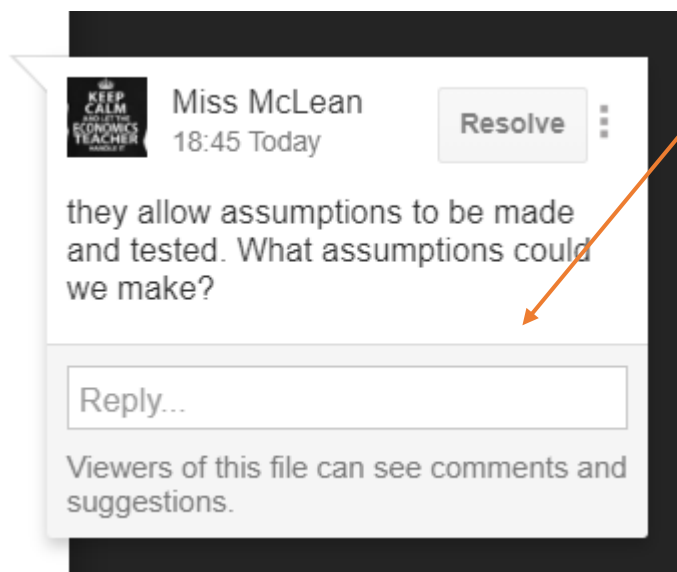 KEEP
CALM
AND LET THE
ECONOMICS
TEACHER
HANDLE IT
Miss McLean
18:45 Today
Resolve
they allow assumptions to be made
and tested. What assumptions could
we make?
Reply...
Viewers of this file can see comments and
suggestions.